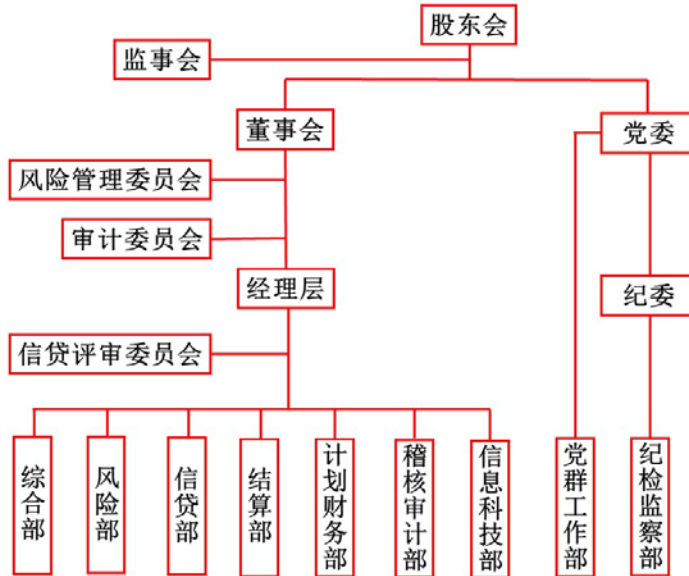 股东会
监事会
董事会
党委
风险管理委员会
审计委员会
经理层
纪委
信贷评审委员会
综合部
风险部
信贷部
结算部
计划财务部
稽核审计部
信息科技部
党群工作部
纪检监察部